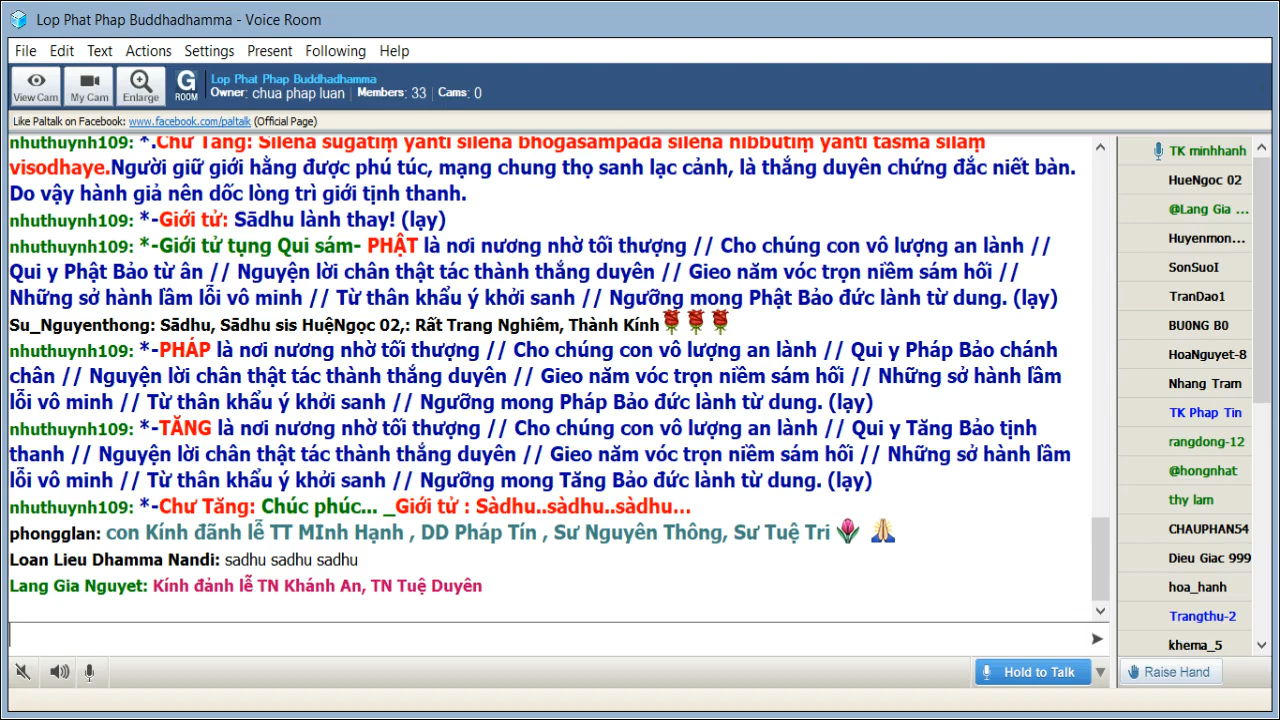 Lop Phat Phap Buddhadhamma - Voice Room
File Edit Text Actions Settings Present Following Help
View Cam My Cam Enlarge G ROOM
Lop Phat Phap Buddhadhamma
Owner: chua phap luan Members: 33 Cams: 0
Like Paltalk on Facebook: www.facebook.com/paltalk (Official Page)
nhuthuynh109: *.Chư Tăng: Silena sugatiṃ yanti silena bhogasampada silena nibbutiṃ yanti tasma silaṃ
visodhaye.Người giữ giới hằng được phú túc, mạng chung thọ sanh lạc cảnh, là thắng duyên chứng đắc niết bàn.
Do vậy hành giả nên dốc lòng trì giới tịnh thanh.
nhuthuynh109: *-Giới tử: Sādhu lành thay! (lạy)
nhuthuynh109: *-Giới tử tụng Qui sám- PHẬT là nơi nương nhờ tối thượng // Cho chúng con vô lượng an lành //
Qui y Phật Bảo từ ân // Nguyện lời chân thật tác thành thắng duyên // Gieo năm vóc trọn niềm sám hối //
Những sở hành lầm lỗi vô minh // Từ thân khẩu ý khởi sanh // Ngưỡng mong Phật Bảo đức lành từ dung. (lạy)
Su_Nguyenthong: Sādhu, Sādhu sis HuệNgọc 02,: Rất Trang Nghiêm, Thành Kính
nhuthuynh109: *-PHÁP là nơi nương nhờ tối thượng // Cho chúng con vô lượng an lành // Qui y Pháp Bảo chánh
chân // Nguyện lời chân thật tác thành thắng duyên // Gieo năm vóc trọn niềm sám hối // Những sở hành lầm
lỗi vô minh // Từ thân khẩu ý khởi sanh // Ngưỡng mong Pháp Bảo đức lành từ dung. (lạy)
nhuthuynh109: *-TĂNG là nơi nương nhờ tối thượng // Cho chúng con vô lượng an lành // Qui y Tăng Bảo tịnh
thanh // Nguyện lời chân thật tác thành thắng duyên // Gieo năm vóc trọn niềm sám hối // Những sở hành lầm
lỗi vô minh // Từ thân khẩu ý khởi sanh // Ngưỡng mong Tăng Bảo đức lành từ dung. (lạy)
nhuthuynh109: *-Chư Tăng: Chúc phúc... _Giới tử : Sàdhu..sàdhu..sàdhu...
phongglan: con Kính đãnh lễ TT MInh Hạnh , DD Pháp Tín , Sư Nguyên Thông, Sư Tuệ Tri
Loan Lieu Dhamma Nandi: sadhu sadhu sadhu
Lang Gia Nguyet: Kính đảnh lễ TN Khánh An, TN Tuệ Duyên
Hold to Talk
TK minhhanh
HueNgoc 02
@Lang Gia ...
Huyenmon...
SonSuoI
TranDao1
BU0NG B0
HoaNguyet-8
Nhang Tram
TK Phap Tin
rangdong-12
@hongnhat
thy lam
CHAUPHAN54
Dieu Giac 999
hoa_hanh
Trangthu-2
khema_5
Raise Hand